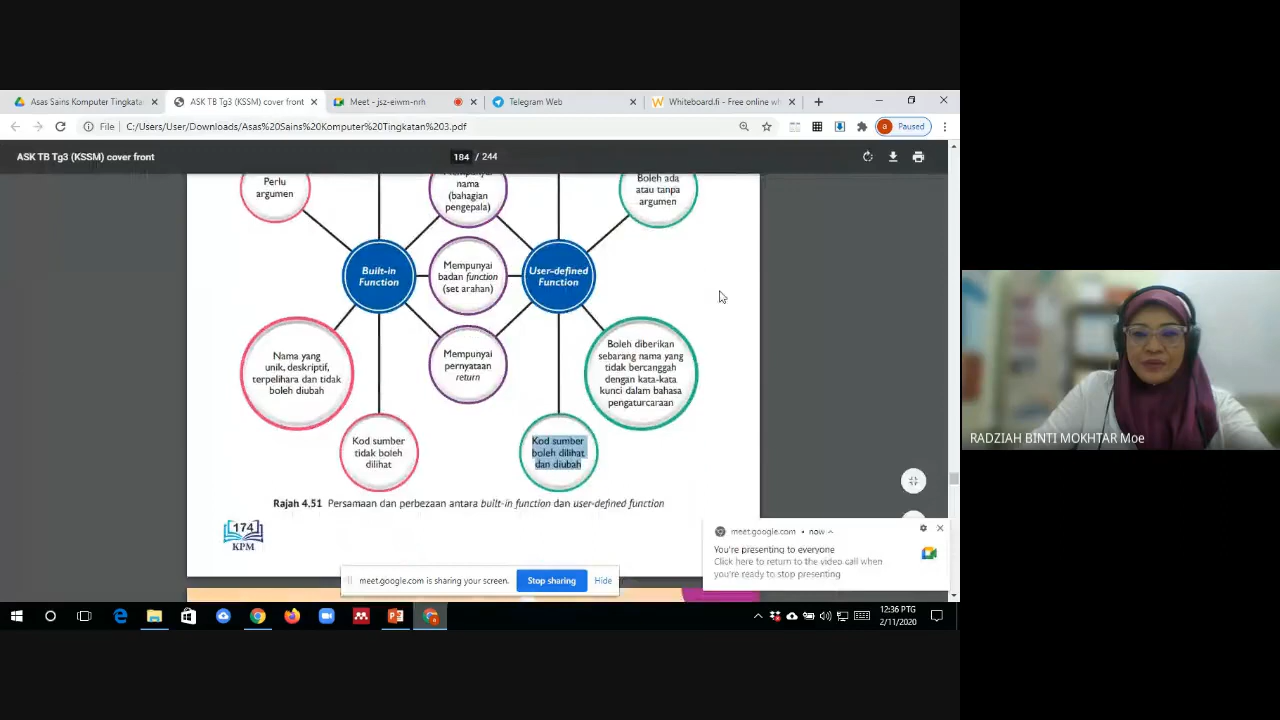 Asas Sains Komputer Tingkata
ASK TB Tg3 (KSSM) cover front
Meet - jsz-eiwm-nrh
Telegram Web
Whiteboard.fi - Free online wh
File
C:/Users/User/Downloads/Asas%20Sains%20Komputer%20Tingkatan%203.pdf
Paused
ASK TB Tg3 (KSSM) cover front
184 / 244
Perlu
argumen
nama
(bahagian
pengepala)
Boleh ada
atau tanpa
argumen
Built-in
Function
Mempunyai
badan function
(set arahan)
User-defined
Function
Nama yang
unik, deskriptif,
terpelihara dan tidak
boleh diubah
Mempunyai
pernyataan
return
Boleh diberikan
sebarang nama yang
tidak bercanggah
dengan kata-kata
kunci dalam bahasa
pengaturcaraan
Kod sumber
tidak boleh
dilihat
Kod sumber
boleh dilihat
dan diubah
Rajah 4.51 Persamaan dan perbezaan antara built-in function dan user-defined function
174
KPM
meet.google.com • now
You're presenting to everyone
Click here to return to the video call when
you're ready to stop presenting
meet.google.com is sharing your screen.
Stop sharing
Hide
12:36 PTG
2/11/2020
RADZIAH BINTI MOKHTAR Moe